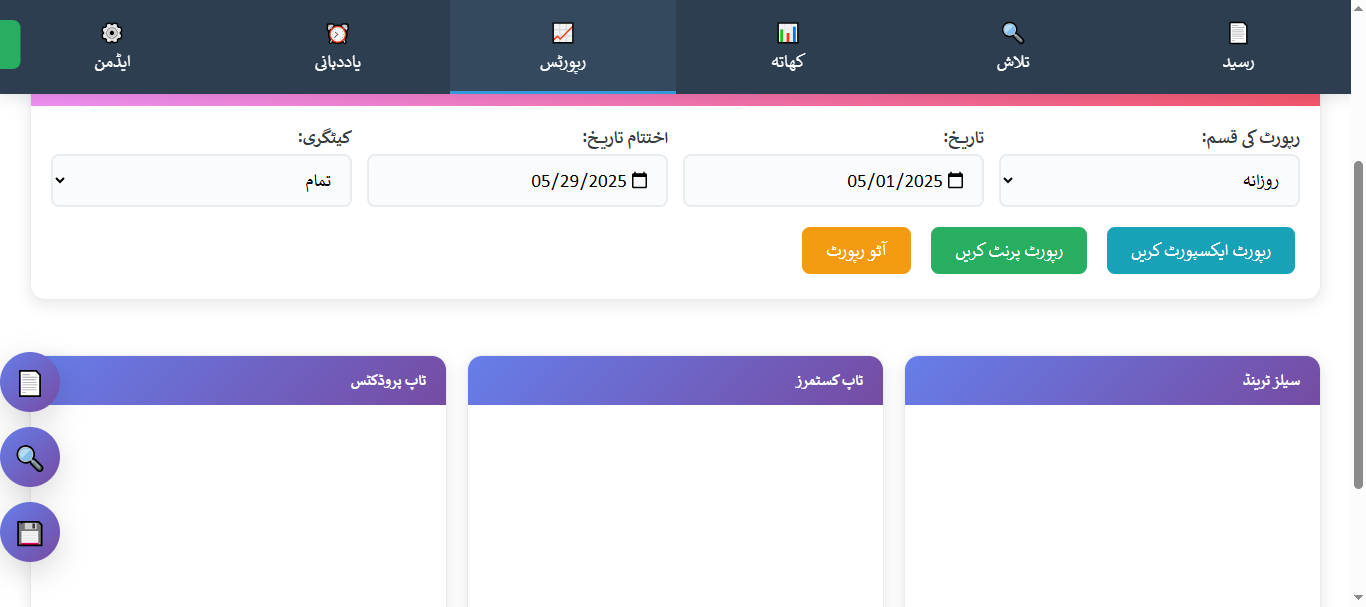 رسید
تلاش
کھاتہ
رپورٹس
یاددہانی
ایڈمن
رپورٹ کی قسم:
تاریخ:
اختتام تاریخ:
کیٹگری:
روزانہ
05/01/2025
05/29/2025
تمام
رپورٹ ایکسپورٹ کریں
رپورٹ پرنٹ کریں
آٹو رپورٹ
سیلز ٹرینڈ
ٹاپ کسٹمرز
ٹاپ پروڈکٹس